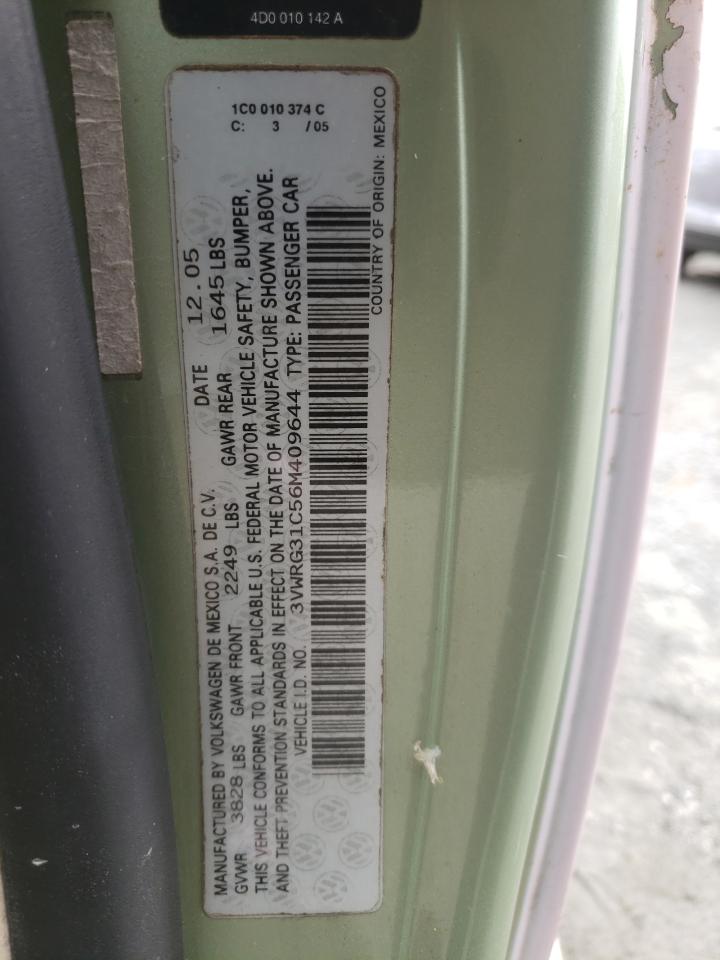 4D0 010 142 A
1C0 010 374 C
C: 3 /05
MANUFACTURED BY VOLKSWAGEN DE MEXICO S.A. DE C.V. DATE 12.05
GVWR 3828 LBS GAWR FRONT 2249 LBS GAWR REAR 1645 LBS
THIS VEHICLE CONFORMS TO ALL APPLICABLE U.S. FEDERAL MOTOR VEHICLE SAFETY, BUMPER,
AND THEFT PREVENTION STANDARDS IN EFFECT ON THE DATE OF MANUFACTURE SHOWN ABOVE.
VEHICLE I.D. NO. 3VWRG31C56M409644 TYPE: PASSENGER CAR
COUNTRY OF ORIGIN: MEXICO